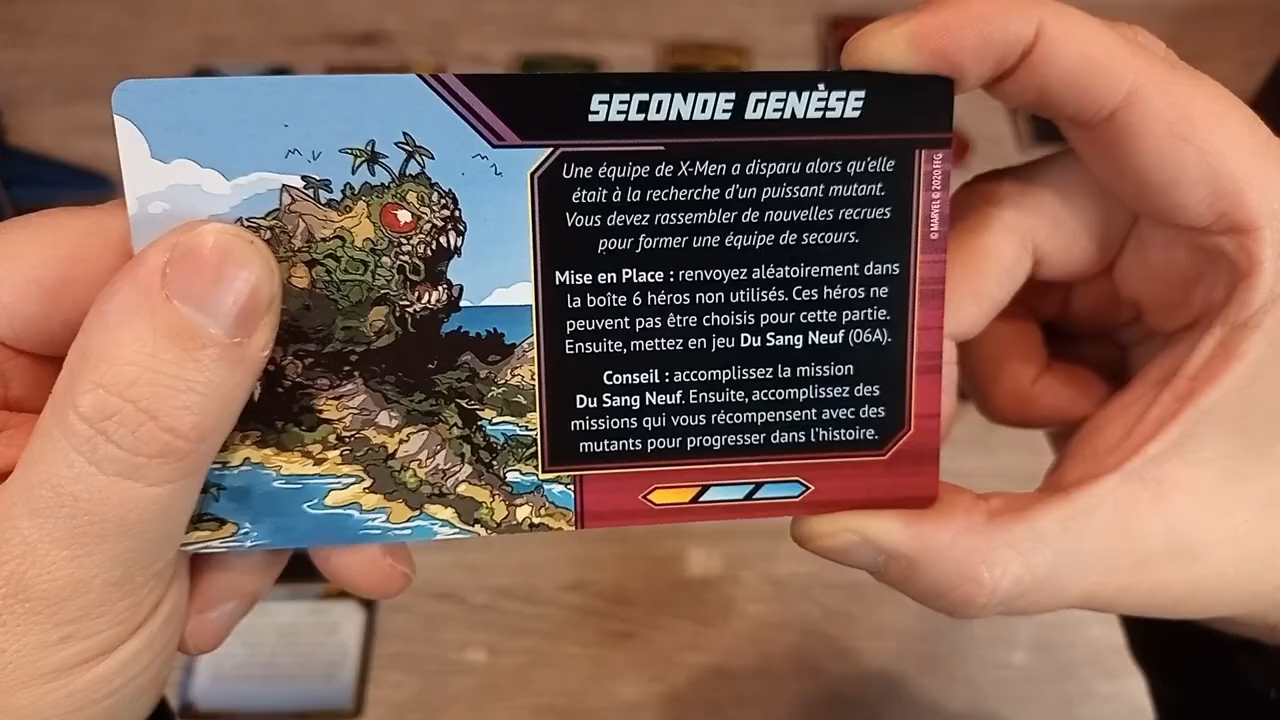 SECONDE GENÈSE
Une équipe de X-Men a disparu alors qu'elle
était à la recherche d'un puissant mutant.
Vous devez rassembler de nouvelles recrues
pour former une équipe de secours.
Mise en Place : renvoyez aléatoirement dans
la boîte 6 héros non utilisés. Ces héros ne
peuvent pas être choisis pour cette partie.
Ensuite, mettez en jeu Du Sang Neuf (06A).
Conseil : accomplissez la mission
Du Sang Neuf. Ensuite, accomplissez des
missions qui vous récompensent avec des
mutants pour progresser dans l'histoire.
© MARVEL © 2020 FFG